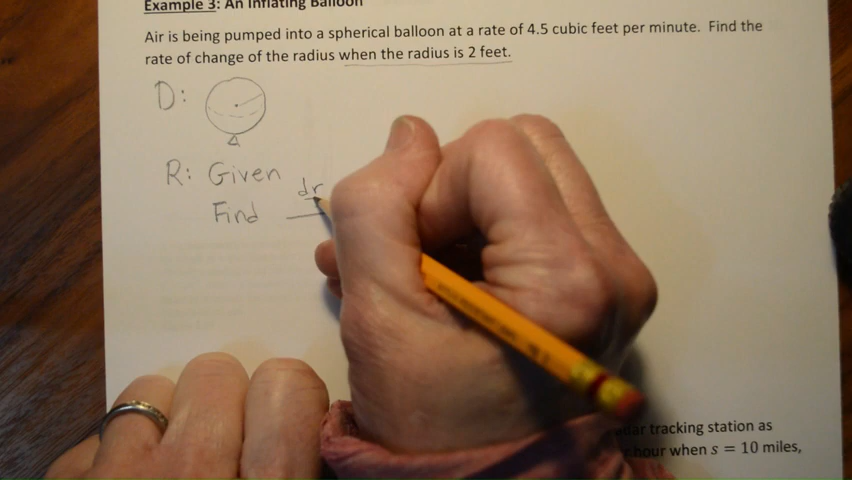 Example 3: An Inflating Balloon
Air is being pumped into a spherical balloon at a rate of 4.5 cubic feet per minute. Find the
rate of change of the radius when the radius is 2 feet.
D:
R: Given
Find dr
tracking station as
hour when s = 10 miles,